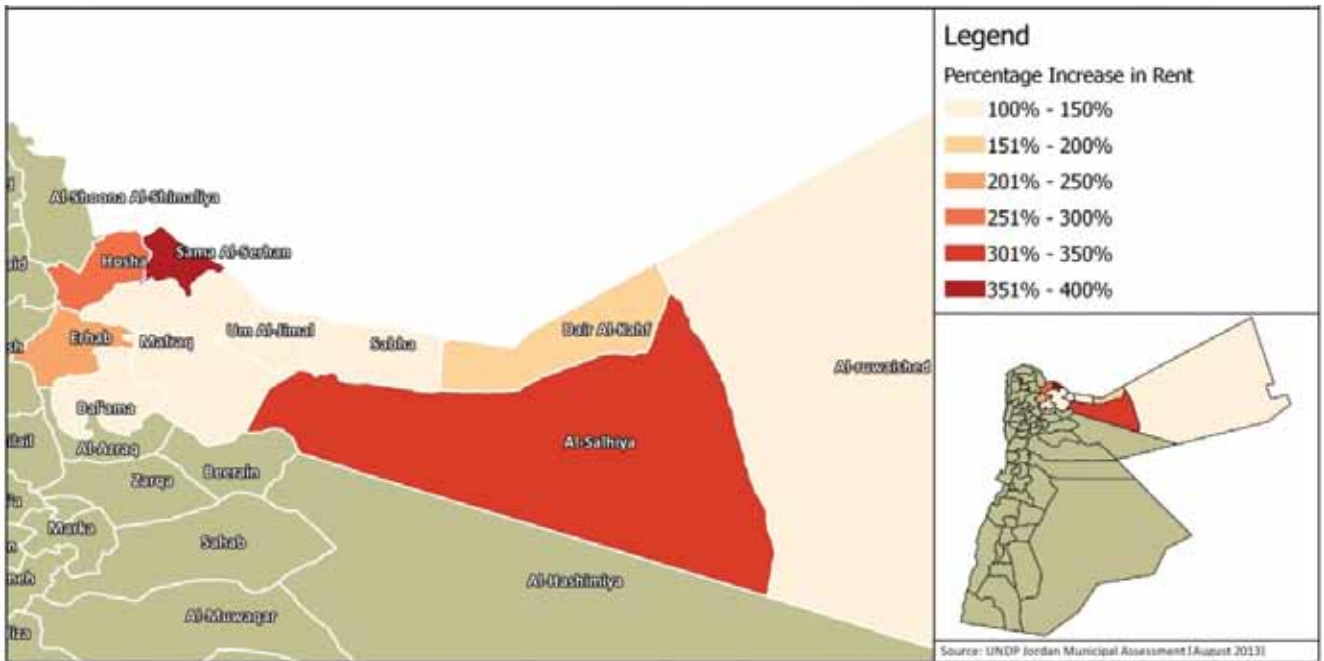 Legend
Percentage Increase in Rent
100% - 150%
151% - 200%
201% - 250%
251% - 300%
301% - 350%
351% - 400%
Al-Shoona Al-Shimaliya
Sama Al-Serhan
Hosha
Erhab
Mafraq
Um Al-Jimal
Sabha
Dair Al-Kahf
Al-ruwaished
Bal'ama
Al-Salhiya
Al-Azraq
Beerain
Zarqa
Marka
Sahab
Al-Hashimiya
Al-Muwaqar
Source: UNDP Jordan Municipal Assessment (August 2013)